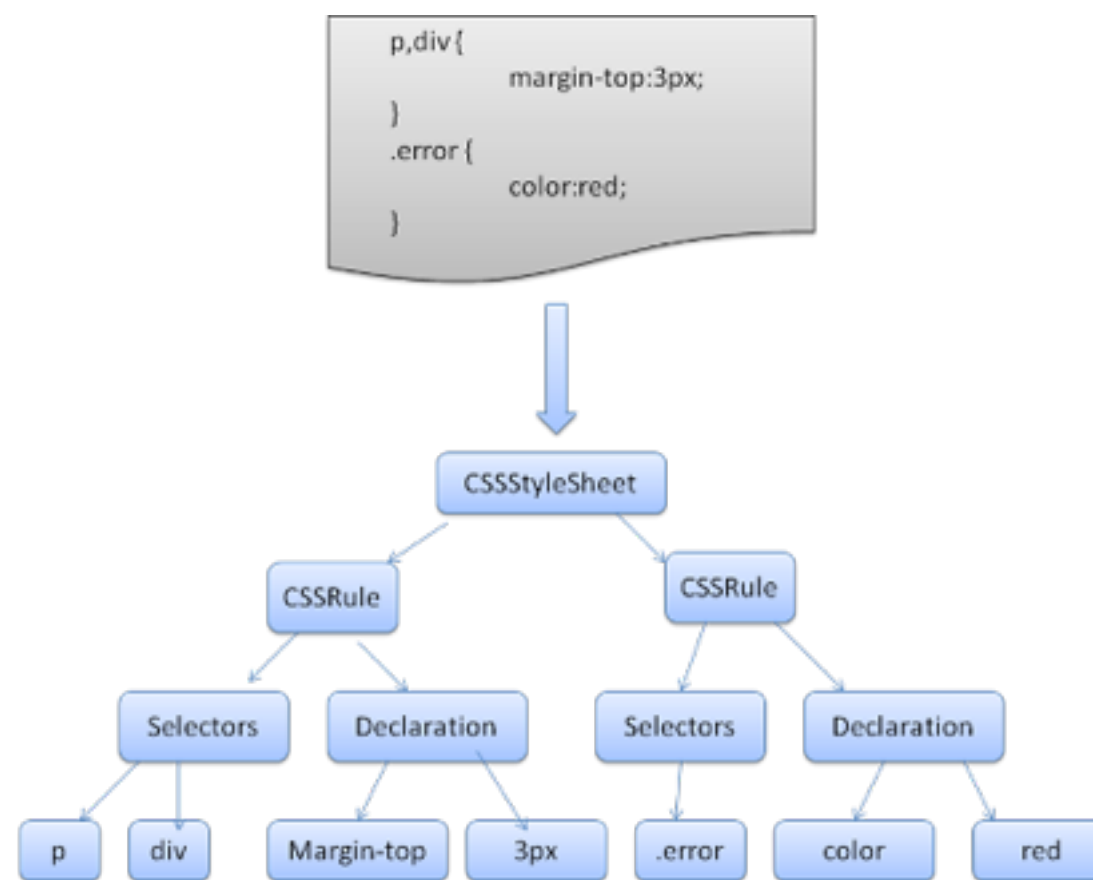 p,div {
margin-top:3px;
}
.error {
color:red;
}
CSSStyleSheet
CSSRule
CSSRule
Selectors
Declaration
Selectors
Declaration
p
div
Margin-top
3px
.error
color
red